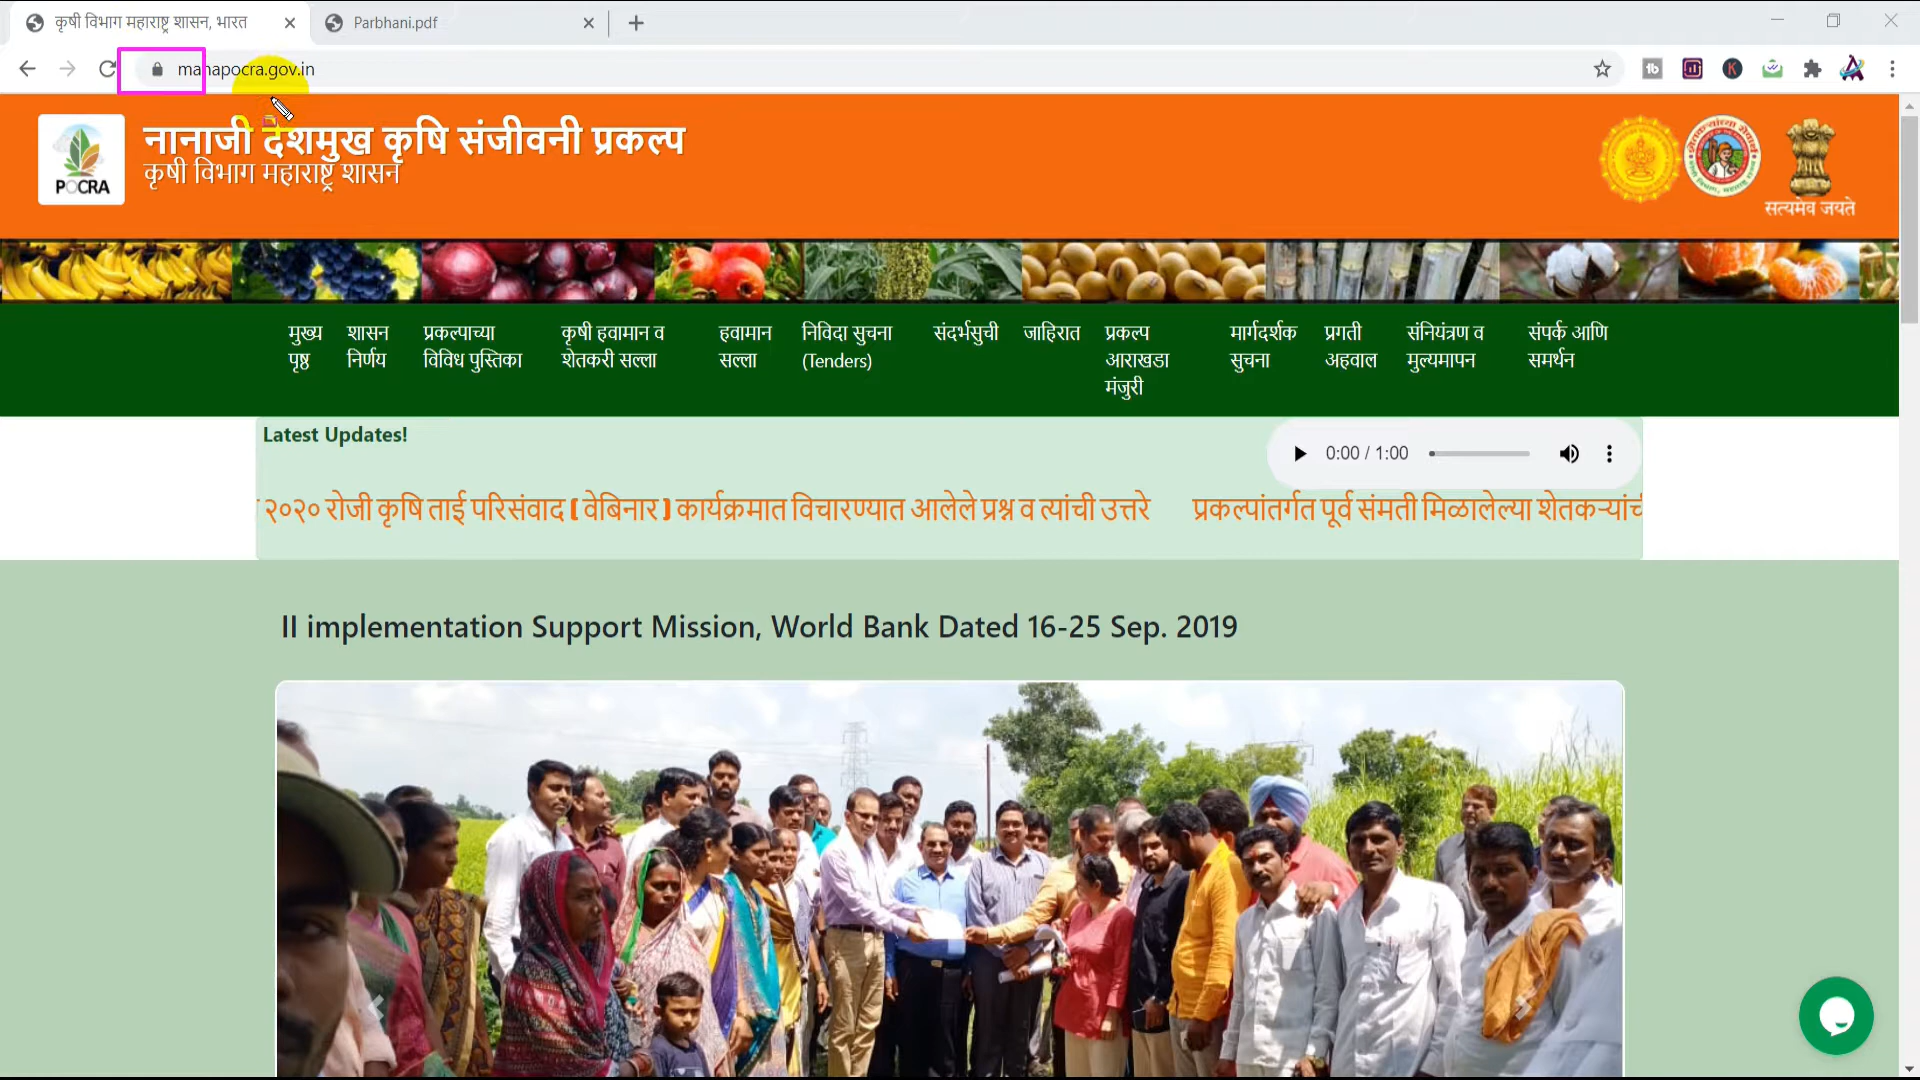 कृषी विभाग महाराष्ट्र शासन, भारत
Parbhani.pdf
mahapocra.gov.in
POCRA
नानाजी देशमुख कृषि संजीवनी प्रकल्प
कृषी विभाग महाराष्ट्र शासन
सत्यमेव जयते
मुख्य पृष्ठ
शासन निर्णय
प्रकल्पाच्या विविध पुस्तिका
कृषी हवामान व शेतकरी सल्ला
हवामान सल्ला
निविदा सुचना (Tenders)
संदर्भसुची
जाहिरात
प्रकल्प आराखडा मंजुरी
मार्गदर्शक सुचना
प्रगती अहवाल
संनियंत्रण व मुल्यमापन
संपर्क आणि समर्थन
Latest Updates!
0:00 / 1:00
२०२० रोजी कृषि ताई परिसंवाद ( वेबिनार ) कार्यक्रमात विचारण्यात आलेले प्रश्न व त्यांची उत्तरे
प्रकल्पांतर्गत पूर्व संमती मिळालेल्या
II implementation Support Mission, World Bank Dated 16-25 Sep. 2019